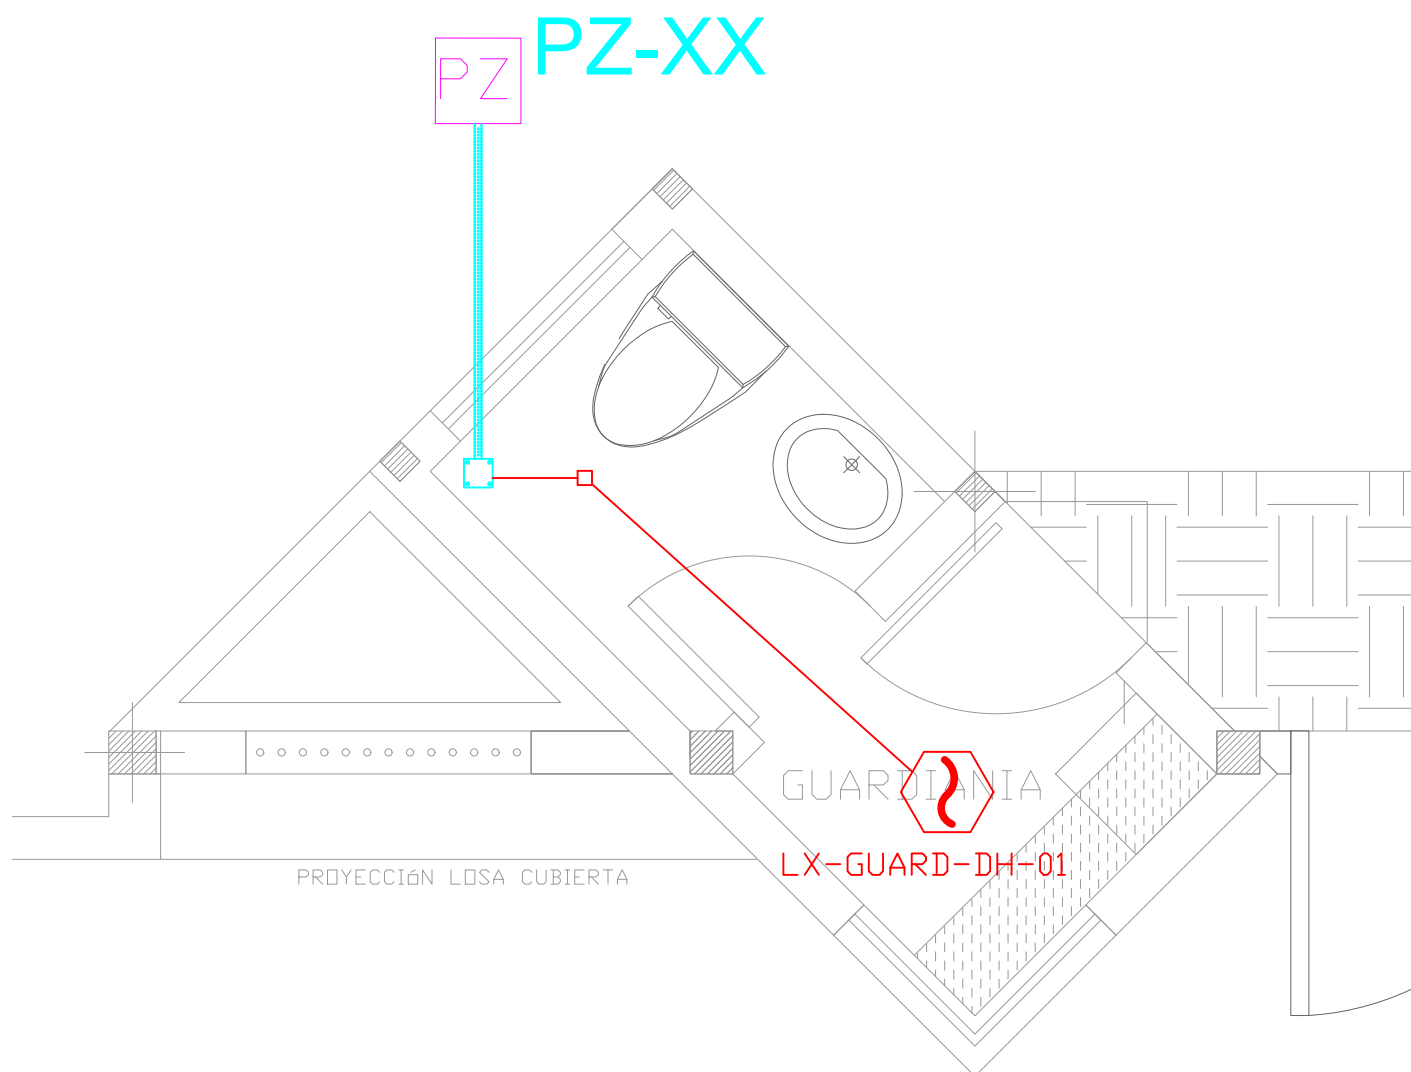 PZ-XX
PZ
GUARDIANIA
LX-GUARD-DH-01
PROYECCIóN LOSA CUBIERTA